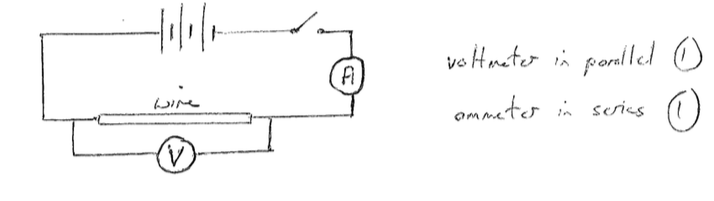 voltmeter in parallel 1
A
wire
ammeter in series 1
V